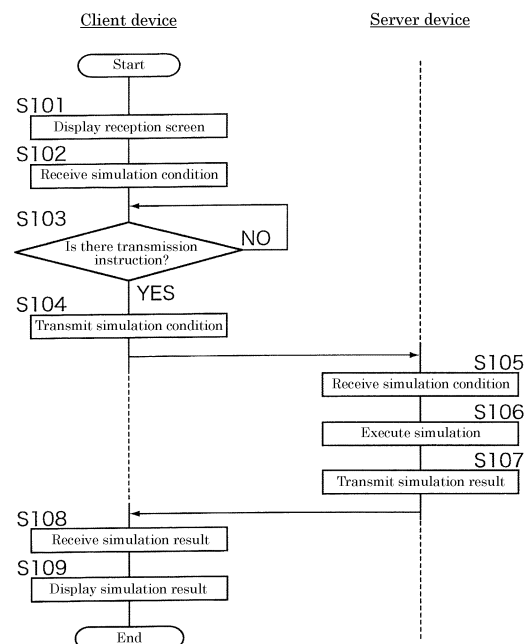 Client device
Server device
Start
S101
Display reception screen
S102
Receive simulation condition
S103
Is there transmission
instruction?
NO
YES
S104
Transmit simulation condition
S105
Receive simulation condition
S106
Execute simulation
S107
Transmit simulation result
S108
Receive simulation result
S109
Display simulation result
End